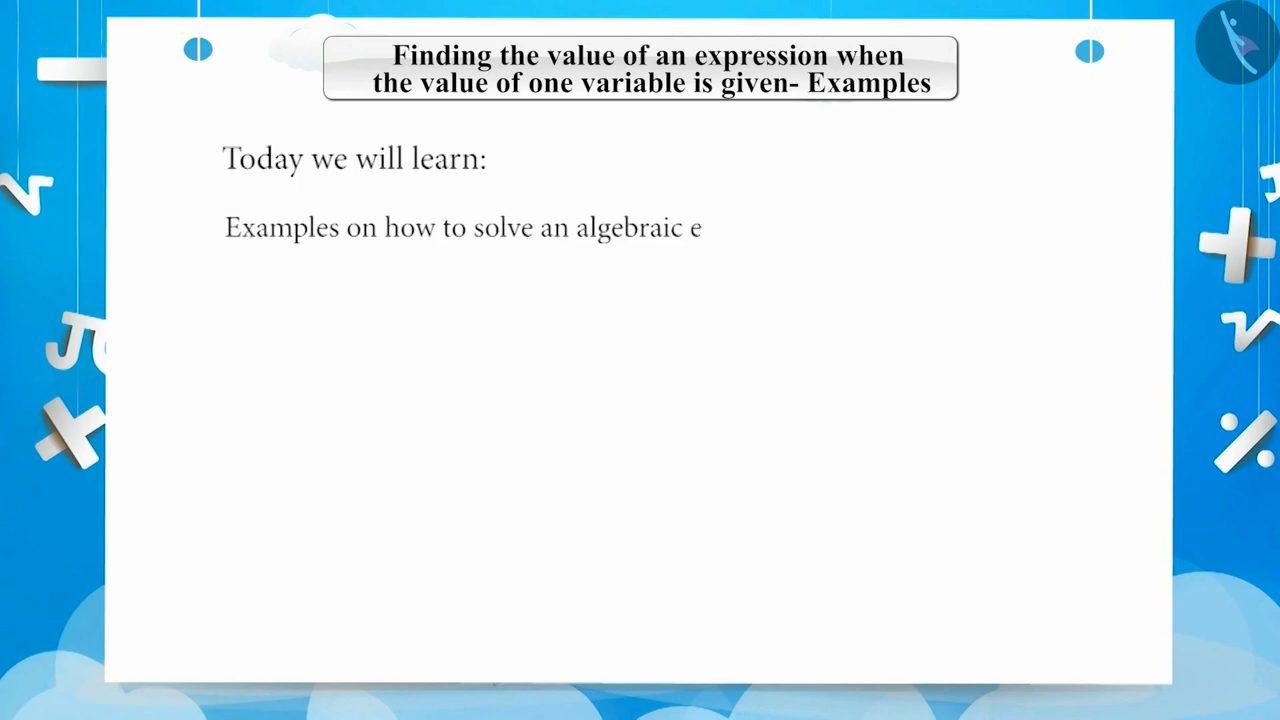 Finding the value of an expression when
the value of one variable is given- Examples
Today we will learn:
Examples on how to solve an algebraic e